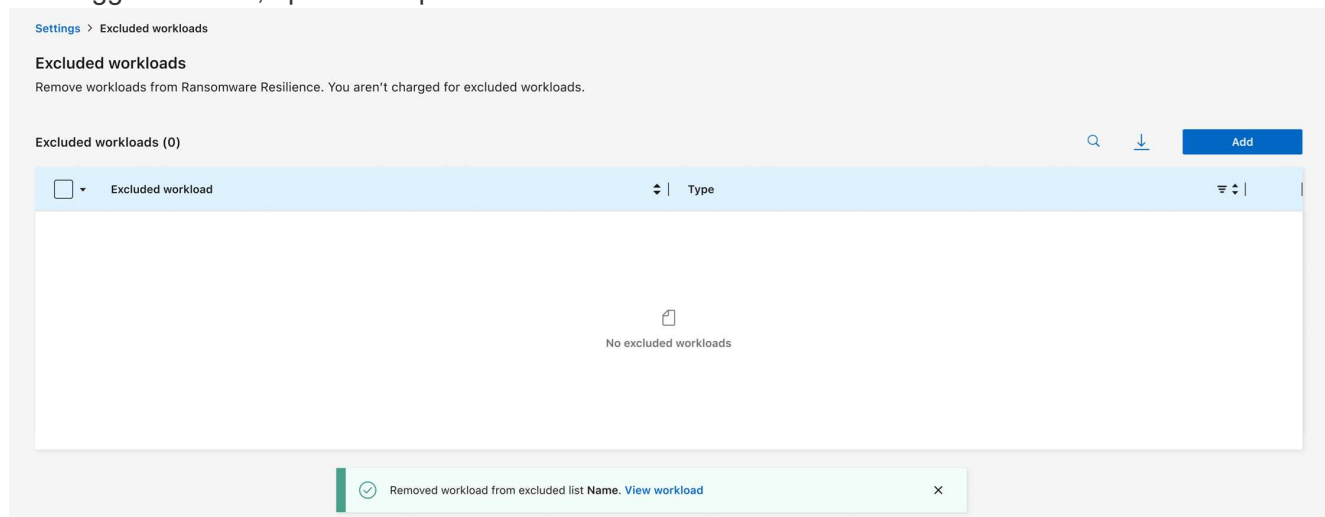 Settings > Excluded workloads
Excluded workloads
Remove workloads from Ransomware Resilience. You aren't charged for excluded workloads.
Excluded workloads (0)
Add
Excluded workload
Type
No excluded workloads
Removed workload from excluded list Name. View workload